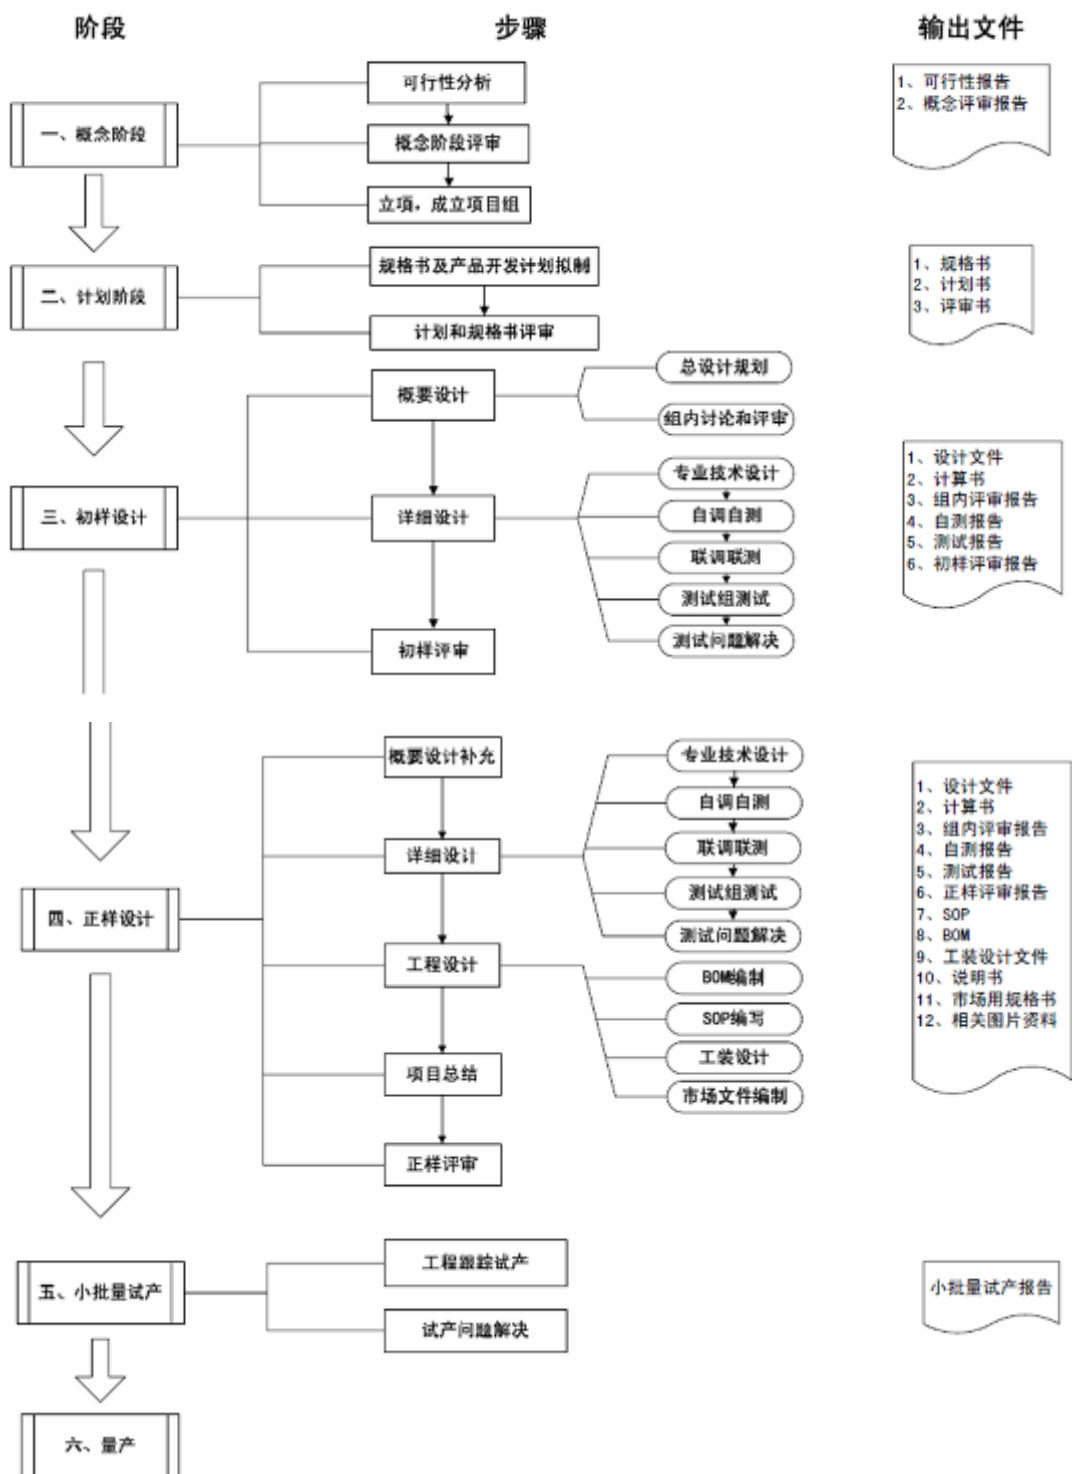 阶段
步骤
输出文件
一、概念阶段
可行性分析
概念阶段评审
立项，成立项目组
1、可行性报告
2、概念评审报告
二、计划阶段
规格书及产品开发计划拟制
计划和规格书评审
1、规格书
2、计划书
3、评审书
三、初样设计
概要设计
总设计规划
组内讨论和评审
详细设计
专业技术设计
自调自测
联调联测
测试组测试
测试问题解决
初样评审
1、设计文件
2、计算书
3、组内评审报告
4、自测报告
5、测试报告
6、初样评审报告
四、正样设计
概要设计补充
详细设计
专业技术设计
自调自测
联调联测
测试组测试
测试问题解决
工程设计
BOM编制
SOP编写
工装设计
市场文件编制
项目总结
正样评审
1、设计文件
2、计算书
3、组内评审报告
4、自测报告
5、测试报告
6、正样评审报告
7、SOP
8、BOM
9、工装设计文件
10、说明书
11、市场用规格书
12、相关图片资料
五、小批量试产
工程跟踪试产
试产问题解决
小批量试产报告
六、量产